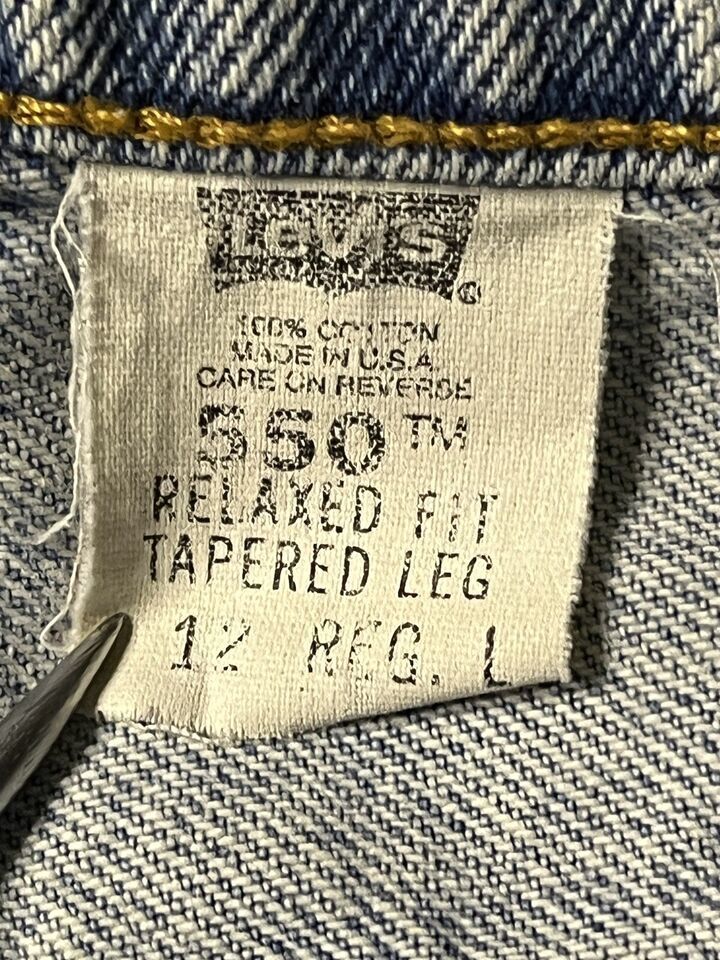 Levi's®
100% COTTON
MADE IN U.S.A.
CARE ON REVERSE
550™
RELAXED FIT
TAPERED LEG
12 REG. L